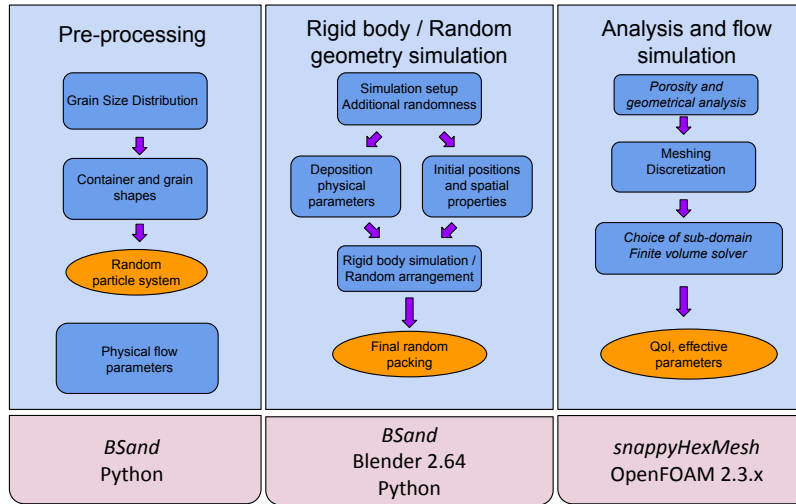 Pre-processing
Grain Size Distribution
Container and grain
shapes
Random
particle system
Physical flow
parameters
BSand
Python
Rigid body / Random
geometry simulation
Simulation setup
Additional randomness
Deposition
physical
parameters
Initial positions
and spatial
properties
Rigid body simulation /
Random arrangement
Final random
packing
BSand
Blender 2.64
Python
Analysis and flow
simulation
Porosity and
geometrical analysis
Meshing
Discretization
Choice of sub-domain
Finite volume solver
QoI, effective
parameters
snappyHexMesh
OpenFOAM 2.3.x